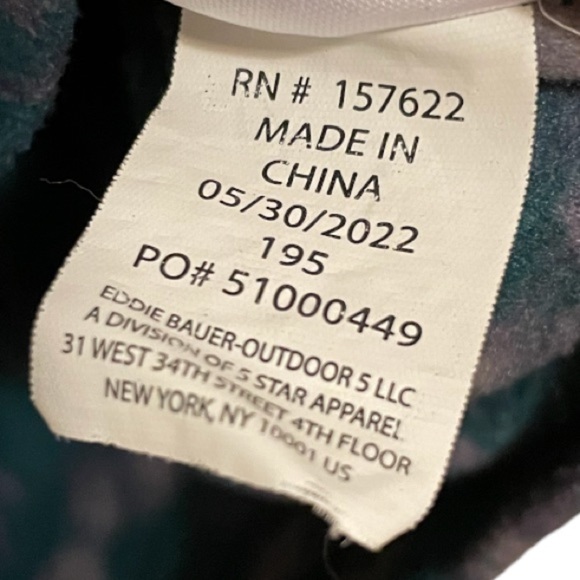 RN # 157622
MADE IN
CHINA
05/30/2022
195
PO# 51000449
EDDIE BAUER-OUTDOOR 5 LLC
A DIVISION OF 5 STAR APPAREL
31 WEST 34TH STREET 4TH FLOOR
NEW YORK, NY 10001 US